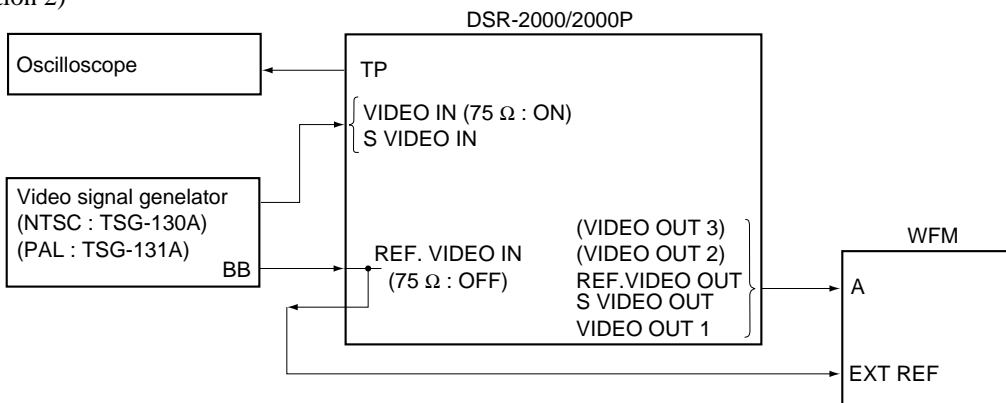 tion 2)
DSR-2000/2000P
Oscilloscope
TP
VIDEO IN (75 Ω : ON)
S VIDEO IN
Video signal genelator
(NTSC : TSG-130A)
(PAL : TSG-131A)
BB
REF. VIDEO IN
(75 Ω : OFF)
(VIDEO OUT 3)
(VIDEO OUT 2)
REF.VIDEO OUT
S VIDEO OUT
VIDEO OUT 1
WFM
A
EXT REF